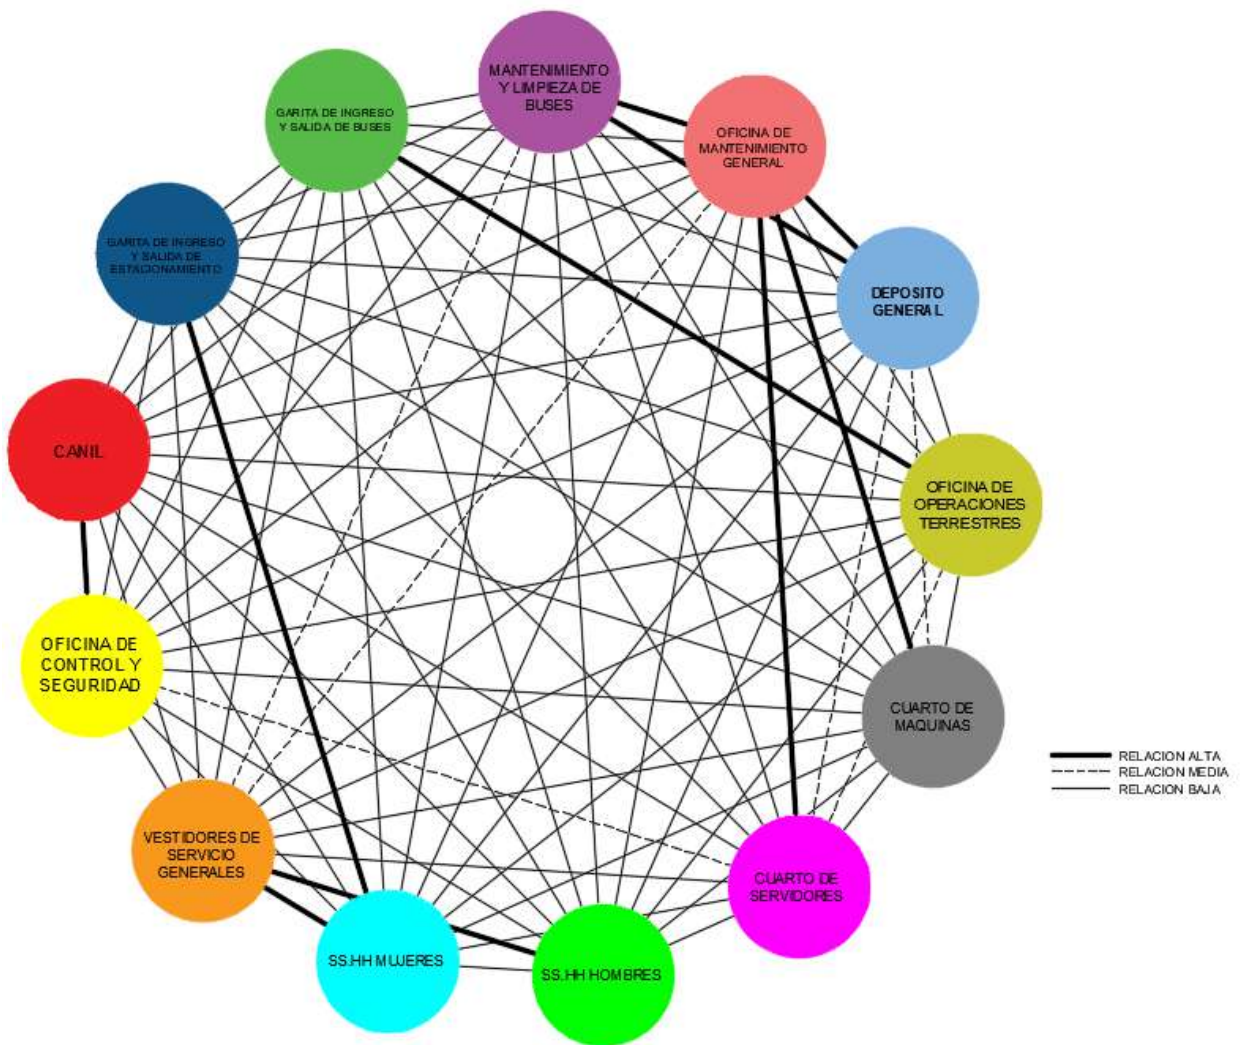 MANTENIMIENTO
Y LIMPIEZA DE
BUSES
GARITA DE INGRESO
Y SALIDA DE BUSES
OFICINA DE
MANTENIMIENTO
GENERAL
GARITA DE INGRESO
Y SALIDA DE
ESTACIONAMIENTO
DEPOSITO
GENERAL
CANIL
OFICINA DE
OPERACIONES
TERRESTRES
OFICINA DE
CONTROL Y
SEGURIDAD
CUARTO DE
MAQUINAS
RELACION ALTA
RELACION MEDIA
RELACION BAJA
VESTIDORES DE
SERVICIO
GENERALES
CUARTO DE
SERVIDORES
SS.HH MUJERES
SS.HH HOMBRES